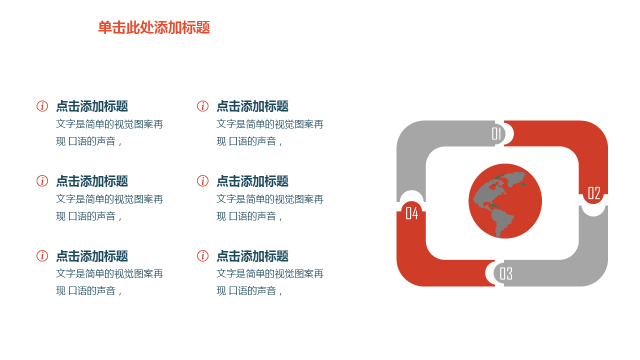 单击此处添加标题
点击添加标题
文字是简单的视觉图案再
现 口语的声音，
点击添加标题
文字是简单的视觉图案再
现 口语的声音，
点击添加标题
文字是简单的视觉图案再
现 口语的声音，
点击添加标题
文字是简单的视觉图案再
现 口语的声音，
点击添加标题
文字是简单的视觉图案再
现 口语的声音，
点击添加标题
文字是简单的视觉图案再
现 口语的声音，
01
02
04
03